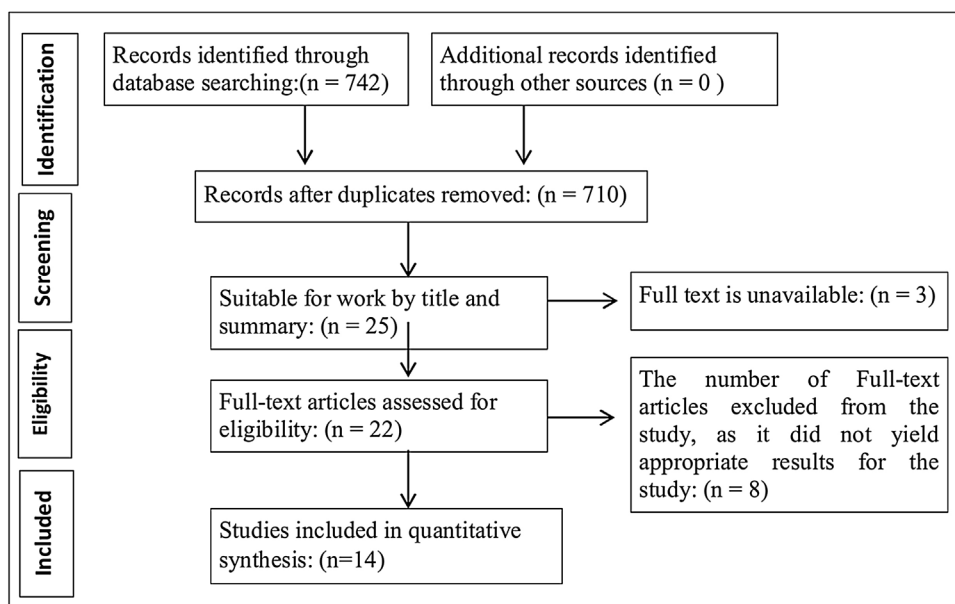 Identification
Records identified through
database searching:(n = 742)
Additional records identified
through other sources (n = 0 )
Records after duplicates removed: (n = 710)
Screening
Suitable for work by title and
summary: (n = 25)
Full text is unavailable: (n = 3)
Eligibility
Full-text articles assessed for
eligibility: (n = 22)
The number of Full-text
articles excluded from the
study, as it did not yield
appropriate results for the
study: (n = 8)
Included
Studies included in quantitative
synthesis: (n=14)